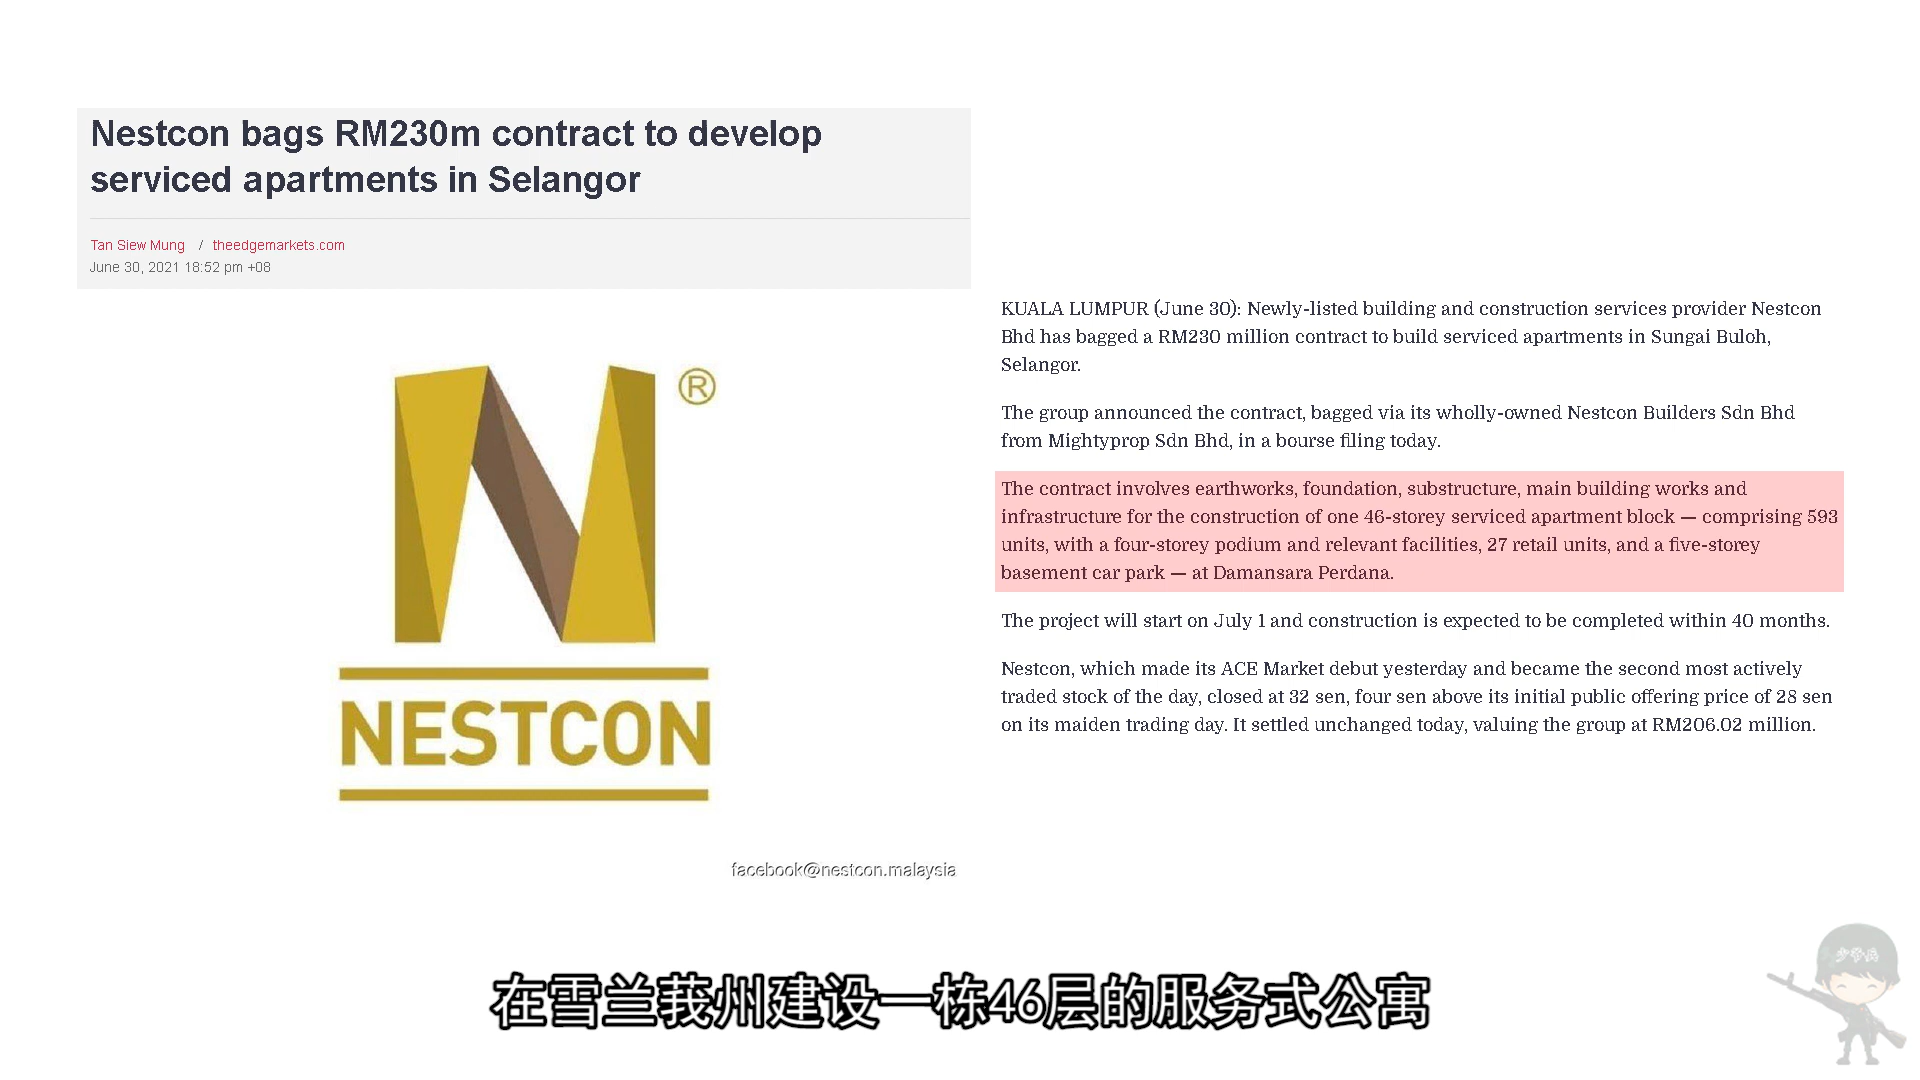 Nestcon bags RM230m contract to develop
serviced apartments in Selangor
Tan Siew Mung / theedgemarkets.com
June 30, 2021 18:52 pm +08
N ®
NESTCON
facebook@nestcon.malaysia
KUALA LUMPUR (June 30): Newly-listed building and construction services provider Nestcon
Bhd has bagged a RM230 million contract to build serviced apartments in Sungai Buloh,
Selangor.
The group announced the contract, bagged via its wholly-owned Nestcon Builders Sdn Bhd
from Mightyprop Sdn Bhd, in a bourse filing today.
The contract involves earthworks, foundation, substructure, main building works and
infrastructure for the construction of one 46-storey serviced apartment block — comprising 593
units, with a four-storey podium and relevant facilities, 27 retail units, and a five-storey
basement car park — at Damansara Perdana.
The project will start on July 1 and construction is expected to be completed within 40 months.
Nestcon, which made its ACE Market debut yesterday and became the second most actively
traded stock of the day, closed at 32 sen, four sen above its initial public offering price of 28 sen
on its maiden trading day. It settled unchanged today, valuing the group at RM206.02 million.
在雪兰莪州建设一栋46层的服务式公寓